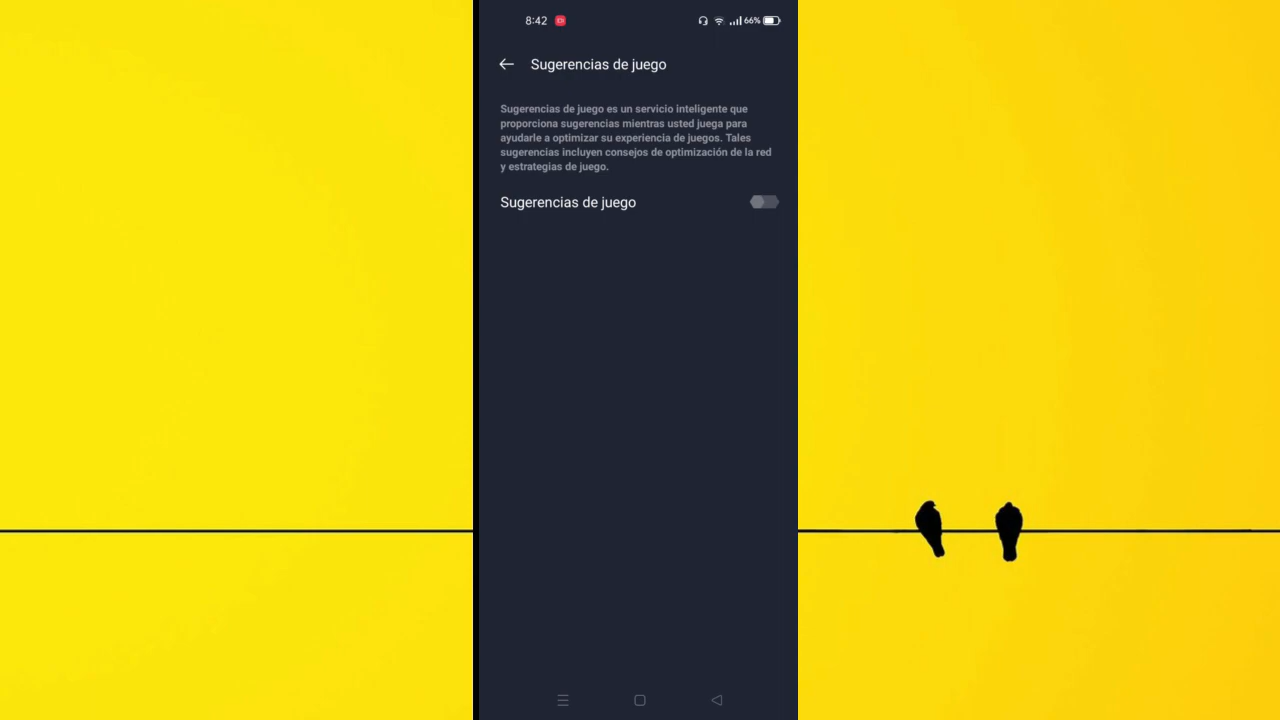 8:42
66%
Sugerencias de juego
Sugerencias de juego es un servicio inteligente que
proporciona sugerencias mientras usted juega para
ayudarle a optimizar su experiencia de juegos. Tales
sugerencias incluyen consejos de optimización de la red
y estrategias de juego.
Sugerencias de juego